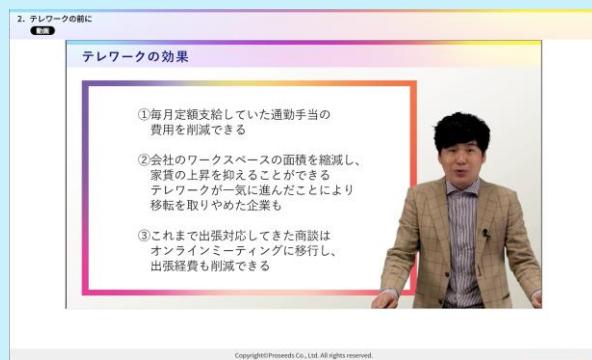 2. テレワークの前に
動画
テレワークの効果
①毎月定額支給していた通勤手当の
費用を削減できる
②会社のワークスペースの面積を縮減し、
家賃の上昇を抑えることができる
テレワークが一気に進んだことにより
移転を取りやめた企業も
③これまで出張対応してきた商談は
オンラインミーティングに移行し、
出張経費も削減できる
Copyright©Proseeds Co., Ltd. All rights reserved.